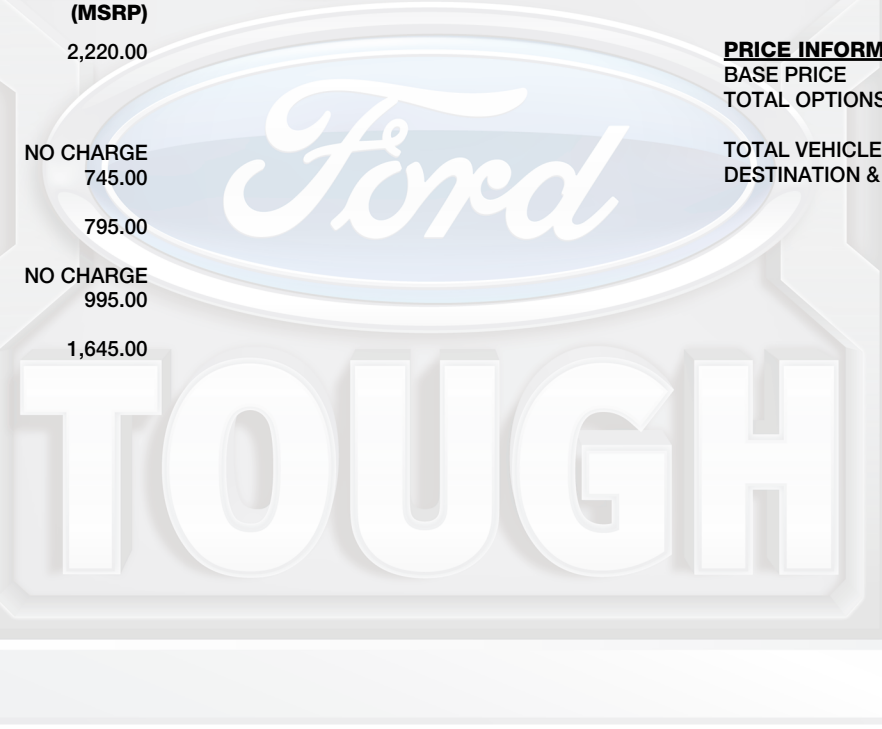 (MSRP)
2,220.00
NO CHARGE
745.00
795.00
NO CHARGE
995.00
1,645.00
PRICE INFORM
BASE PRICE
TOTAL OPTIONS
TOTAL VEHICLE
DESTINATION &
Ford
TOUGH